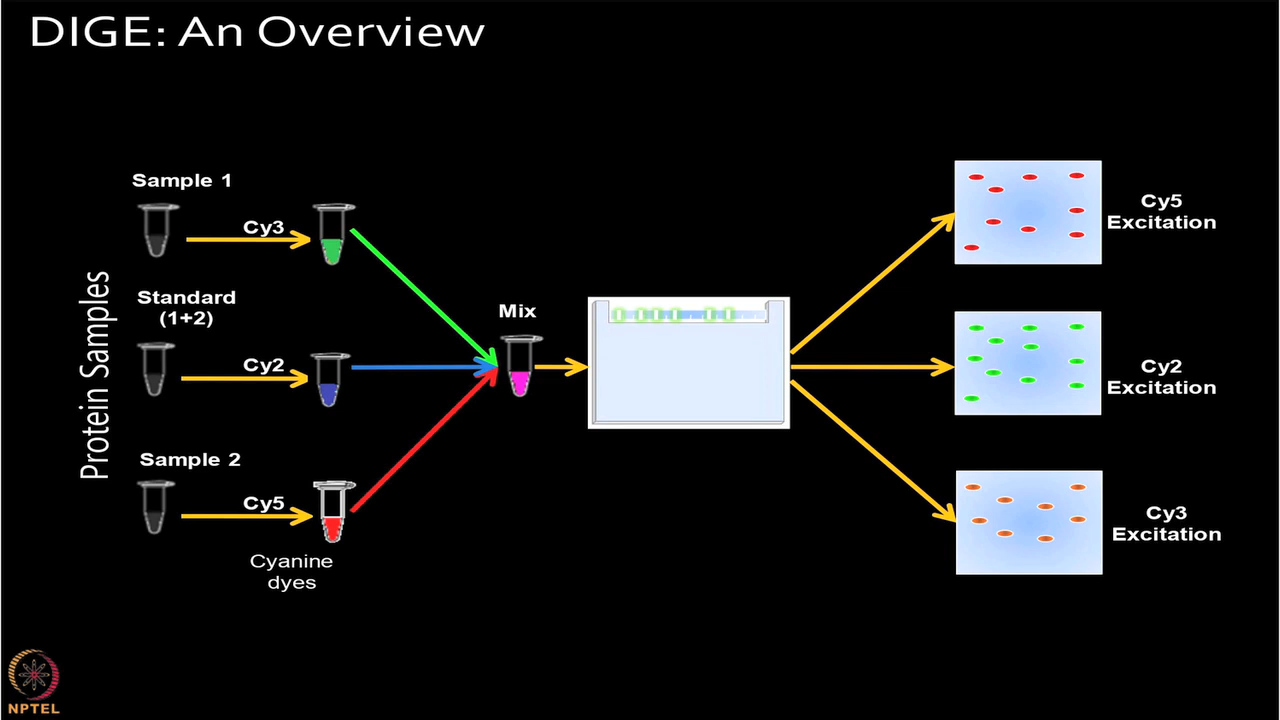 DIGE: An Overview
Protein Samples
Sample 1
Cy3
Standard
(1+2)
Cy2
Sample 2
Cy5
Cyanine
dyes
Mix
Cy5
Excitation
Cy2
Excitation
Cy3
Excitation
NPTEL